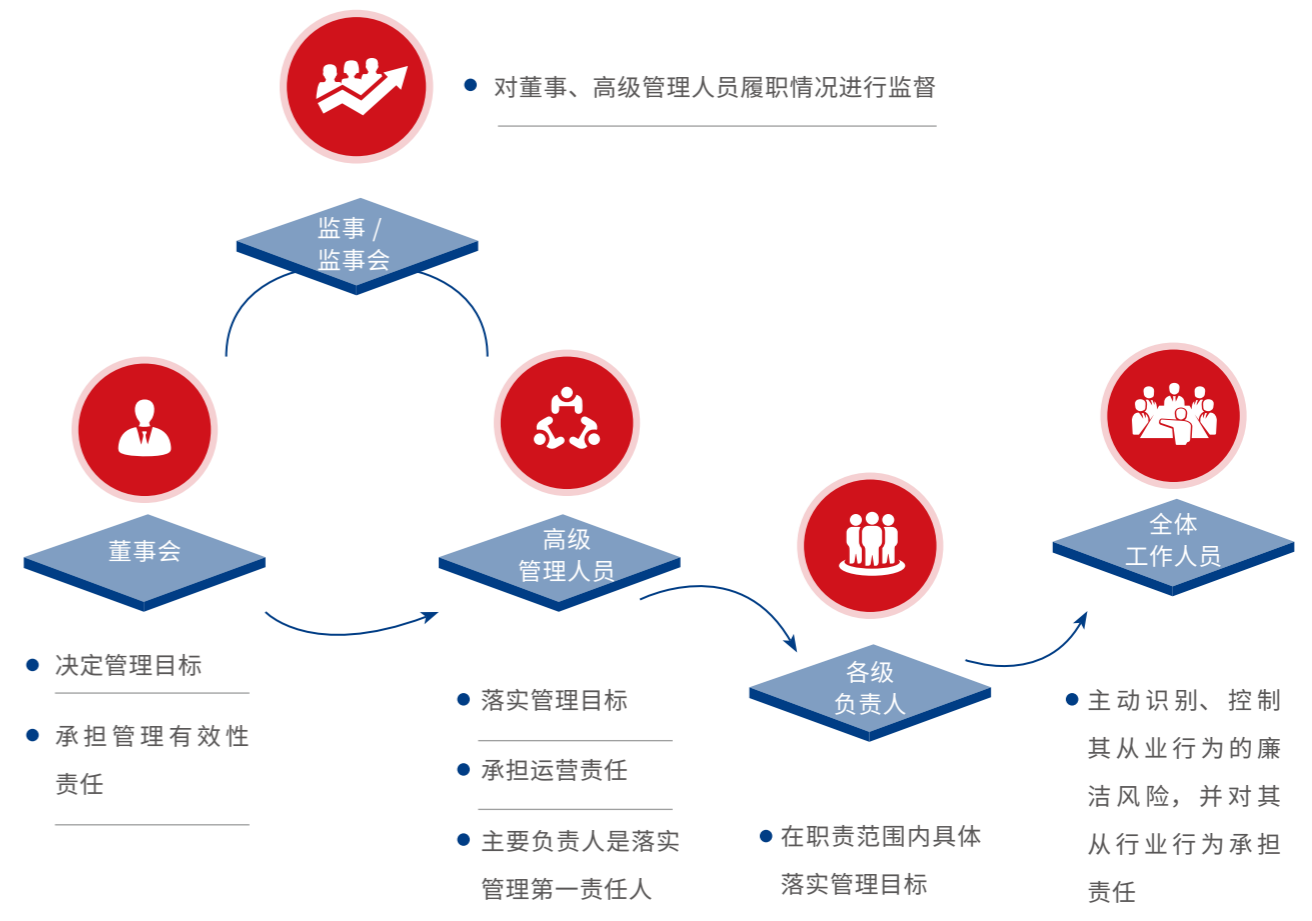 对董事、高级管理人员履职情况进行监督
监事 /
监事会
董事会
决定管理目标
承担管理有效性
责任
高级
管理人员
落实管理目标
承担运营责任
主要负责人是落实
管理第一责任人
各级
负责人
在职责范围内具体
落实管理目标
全体
工作人员
主动识别、控制
其从业行为的廉
洁风险，并对其
从行业行为承担
责任